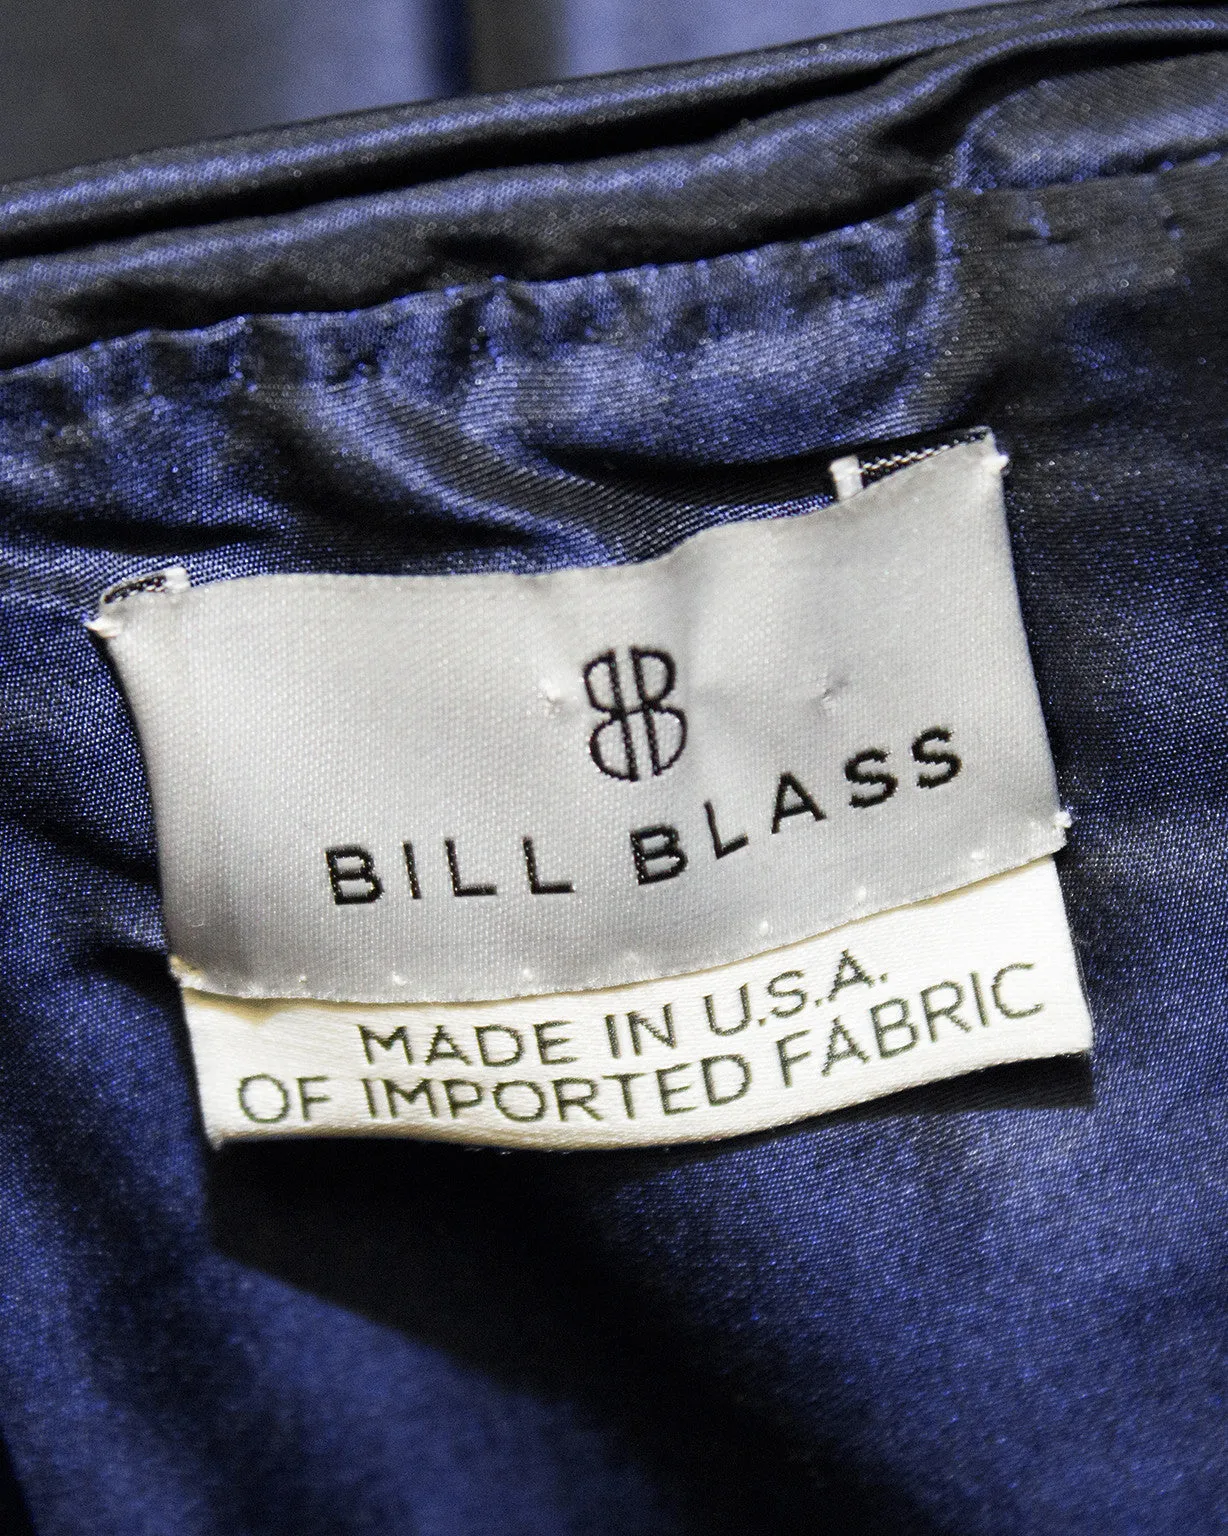 BB
BILL BLASS
MADE IN U.S.A.
OF IMPORTED FABRIC